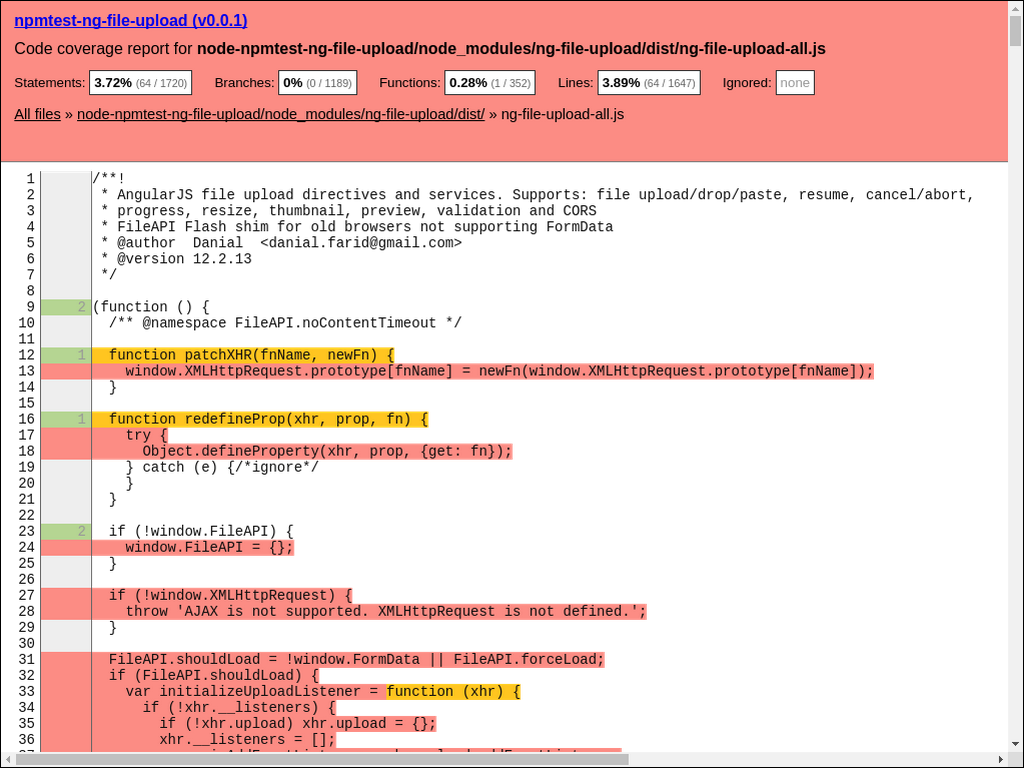 npmtest-ng-file-upload (v0.0.1)
Code coverage report for node-npmtest-ng-file-upload/node_modules/ng-file-upload/dist/ng-file-upload-all.js
Statements: 3.72% (64 / 1720) Branches: 0% (0 / 1189) Functions: 0.28% (1 / 352) Lines: 3.89% (64 / 1647) Ignored: none
All files » node-npmtest-ng-file-upload/node_modules/ng-file-upload/dist/ » ng-file-upload-all.js
1 /**!
2  * AngularJS file upload directives and services. Supports: file upload/drop/paste, resume, cancel/abort,
3  * progress, resize, thumbnail, preview, validation and CORS
4  * FileAPI Flash shim for old browsers not supporting FormData
5  * @author  Danial  <danial.farid@gmail.com>
6  * @version 12.2.13
7  */
8
9 2 (function () {
10   /** @namespace FileAPI.noContentTimeout */
11
12 1   function patchXHR(fnName, newFn) {
13     window.XMLHttpRequest.prototype[fnName] = newFn(window.XMLHttpRequest.prototype[fnName]);
14   }
15
16 1   function redefineProp(xhr, prop, fn) {
17     try {
18       Object.defineProperty(xhr, prop, {get: fn});
19     } catch (e) {/*ignore*/
20     }
21   }
22
23 2   if (!window.FileAPI) {
24     window.FileAPI = {};
25   }
26
27   if (!window.XMLHttpRequest) {
28     throw 'AJAX is not supported. XMLHttpRequest is not defined.';
29   }
30
31   FileAPI.shouldLoad = !window.FormData || FileAPI.forceLoad;
32   if (FileAPI.shouldLoad) {
33     var initializeUploadListener = function (xhr) {
34       if (!xhr.__listeners) {
35         if (!xhr.upload) xhr.upload = {};
36         xhr.__listeners = [];